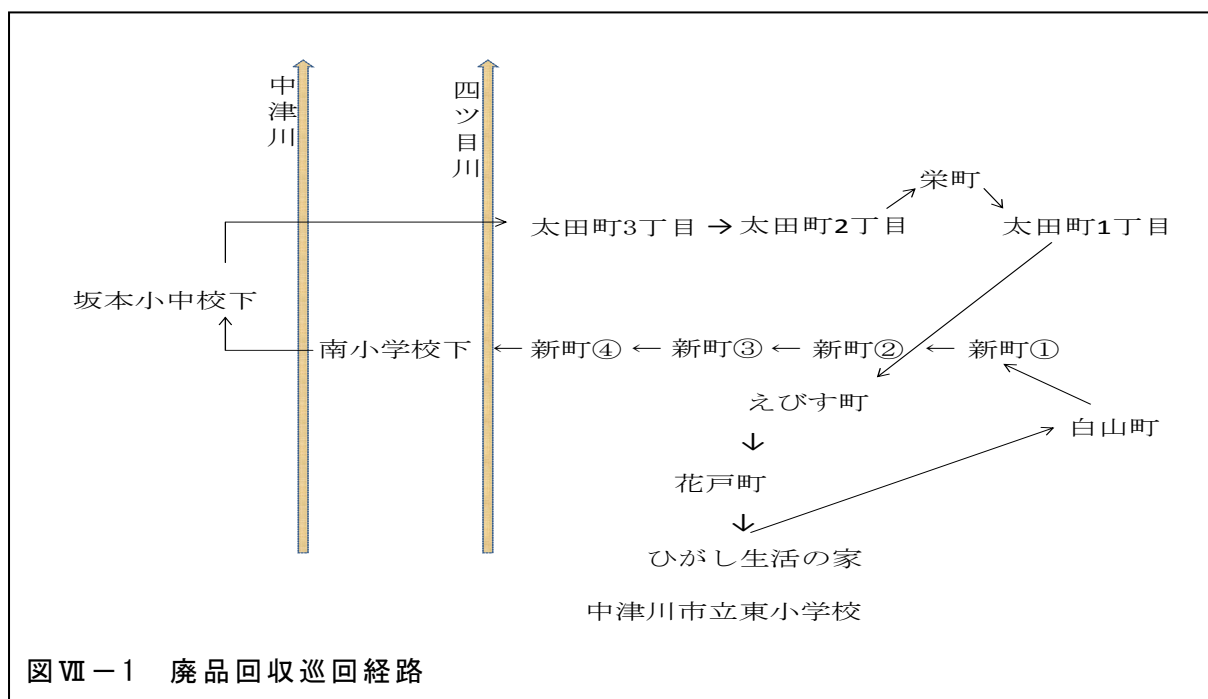 中津川
四ツ目川
栄町
太田町3丁目 → 太田町2丁目
太田町1丁目
坂本小中校下
南小学校下 ← 新町④ ← 新町③ ← 新町② ← 新町①
えびす町
白山町
花戸町
ひがし生活の家
中津川市立東小学校
図Ⅶ－1 廃品回収巡回経路